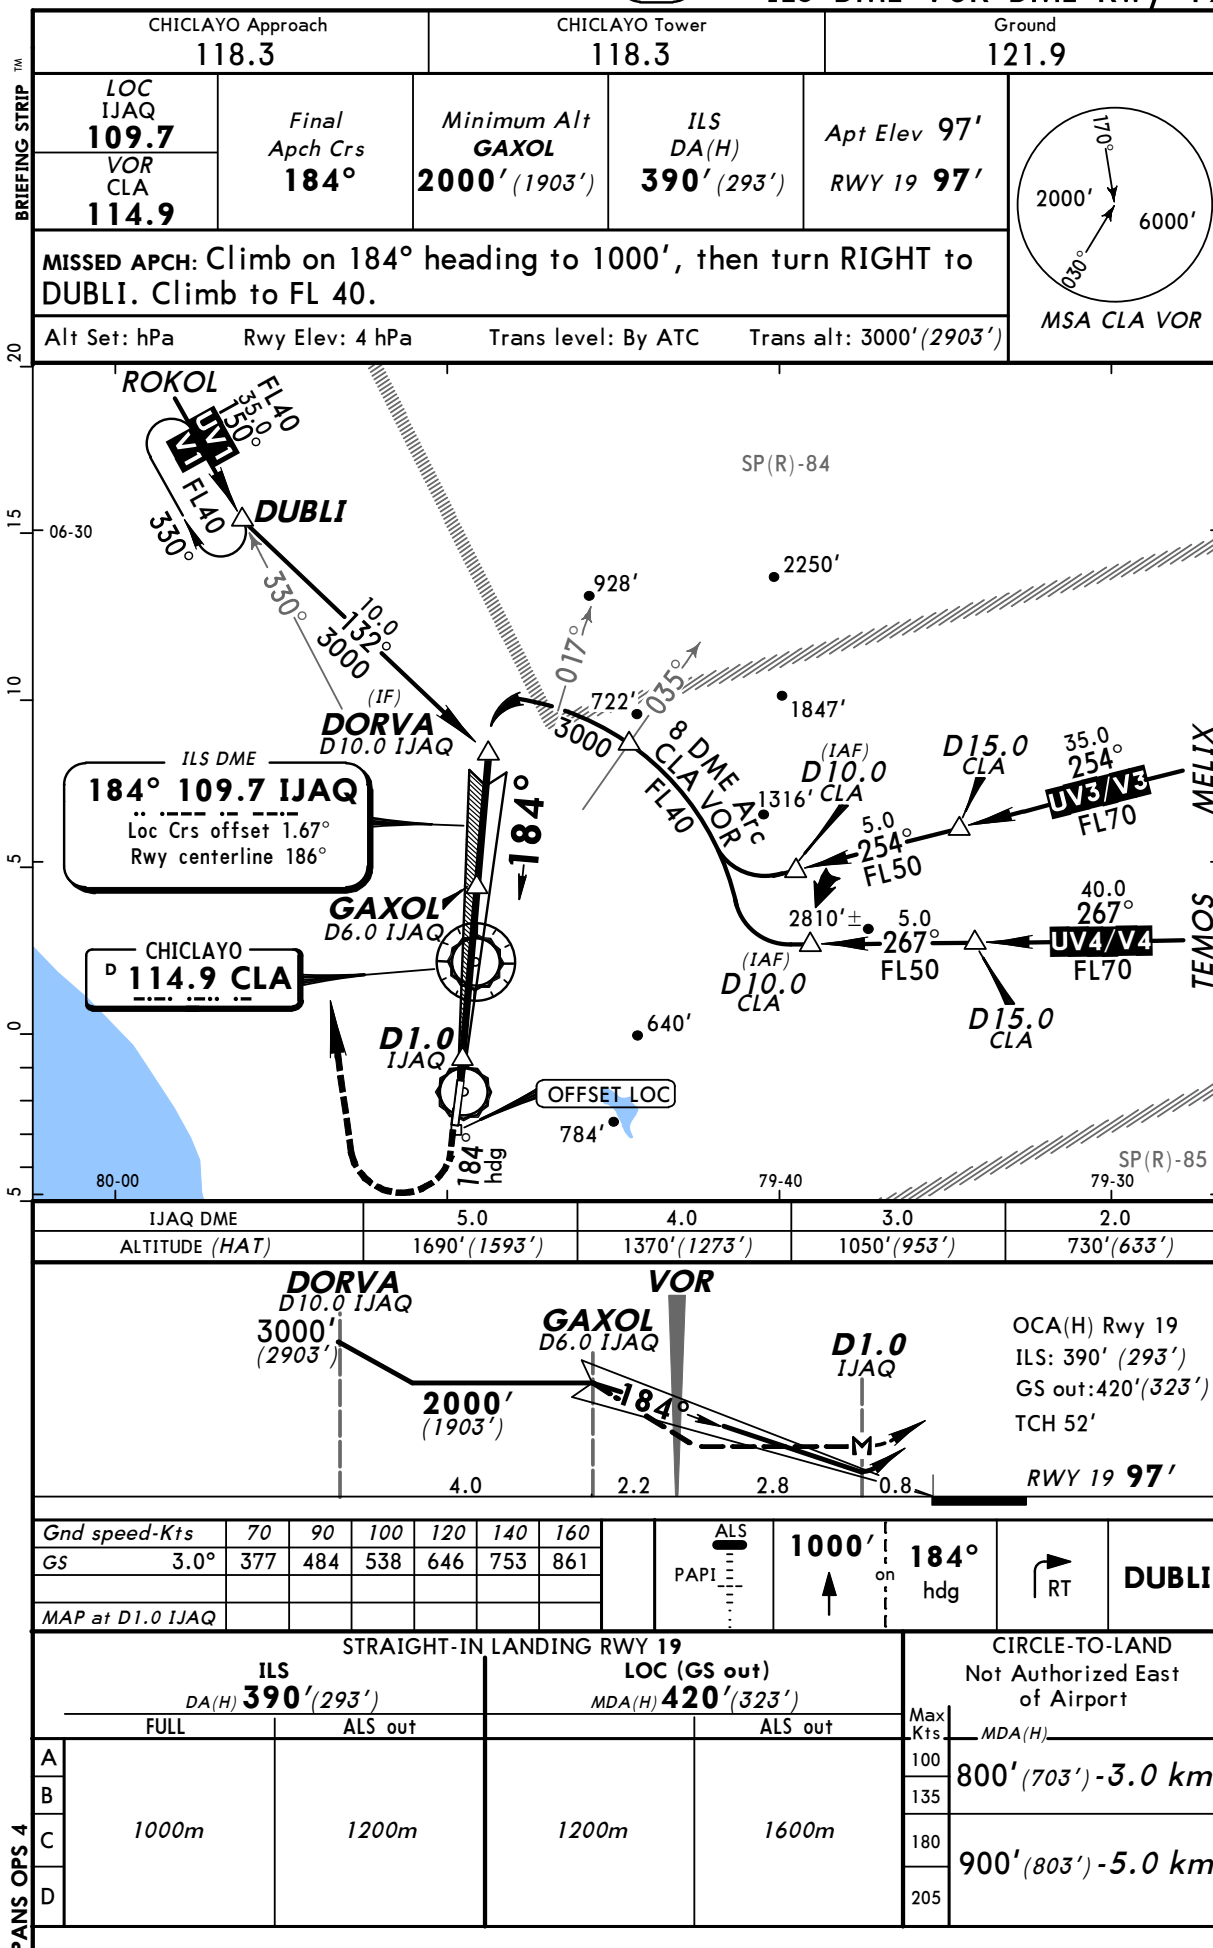 ILS DME VOR DME Rwy 19
CHICLAYO Approach
118.3
CHICLAYO Tower
118.3
Ground
121.9
BRIEFING STRIP TM
LOC
IJAQ
109.7
VOR
CLA
114.9
Final
Apch Crs
184°
Minimum Alt
GAXOL
2000' (1903')
ILS
DA(H)
390' (293')
Apt Elev 97'
RWY 19 97'
170°
2000'
6000'
030°
MSA CLA VOR
MISSED APCH: Climb on 184° heading to 1000', then turn RIGHT to
DUBLI. Climb to FL 40.
Alt Set: hPa Rwy Elev: 4 hPa Trans level: By ATC Trans alt: 3000' (2903')
20
15
10
5
0
5
ROKOL
FL40
35.0
150°
UV1
V1
FL40
330°
DUBLI
06-30
330°
10.0
132°
3000
SP(R)-84
928'
2250'
017°
035°
722'
1847'
(IF)
DORVA
D10.0 IJAQ
3000
8 DME Arc
CLA VOR
FL40
1316'
(IAF)
D10.0
CLA
D15.0
CLA
35.0
254°
UV3/V3
FL70
MELIX
5.0
254°
FL50
ILS DME
184° 109.7 IJAQ
Loc Crs offset 1.67°
Rwy centerline 186°
184°
GAXOL
D6.0 IJAQ
2810'±
5.0
267°
FL50
40.0
267°
UV4/V4
FL70
TEMOS
(IAF)
D10.0
CLA
D15.0
CLA
CHICLAYO
D 114.9 CLA
D1.0
IJAQ
640'
OFFSET LOC
784'
184°
hdg
SP(R)-85
80-00
79-40
79-30
IJAQ DME 5.0 4.0 3.0 2.0
ALTITUDE (HAT) 1690' (1593') 1370' (1273') 1050' (953') 730' (633')
DORVA
D10.0 IJAQ
3000'
(2903')
2000'
(1903')
GAXOL
D6.0 IJAQ
VOR
184°
D1.0
IJAQ
M
OCA(H) Rwy 19
ILS: 390' (293')
GS out:420' (323')
TCH 52'
RWY 19 97'
4.0 2.2 2.8 0.8
Gnd speed-Kts 70 90 100 120 140 160
GS 3.0° 377 484 538 646 753 861
MAP at D1.0 IJAQ
ALS
PAPI
1000'
on
184°
hdg
RT
DUBLI
STRAIGHT-IN LANDING RWY 19
ILS
DA(H) 390' (293')
LOC (GS out)
MDA(H) 420' (323')
FULL
ALS out
ALS out
CIRCLE-TO-LAND
Not Authorized East
of Airport
Max
Kts
MDA(H)
A
B
C
D
1000m
1200m
1200m
1600m
100
135
180
205
800' (703') -3.0 km
900' (803') -5.0 km
PANS OPS 4